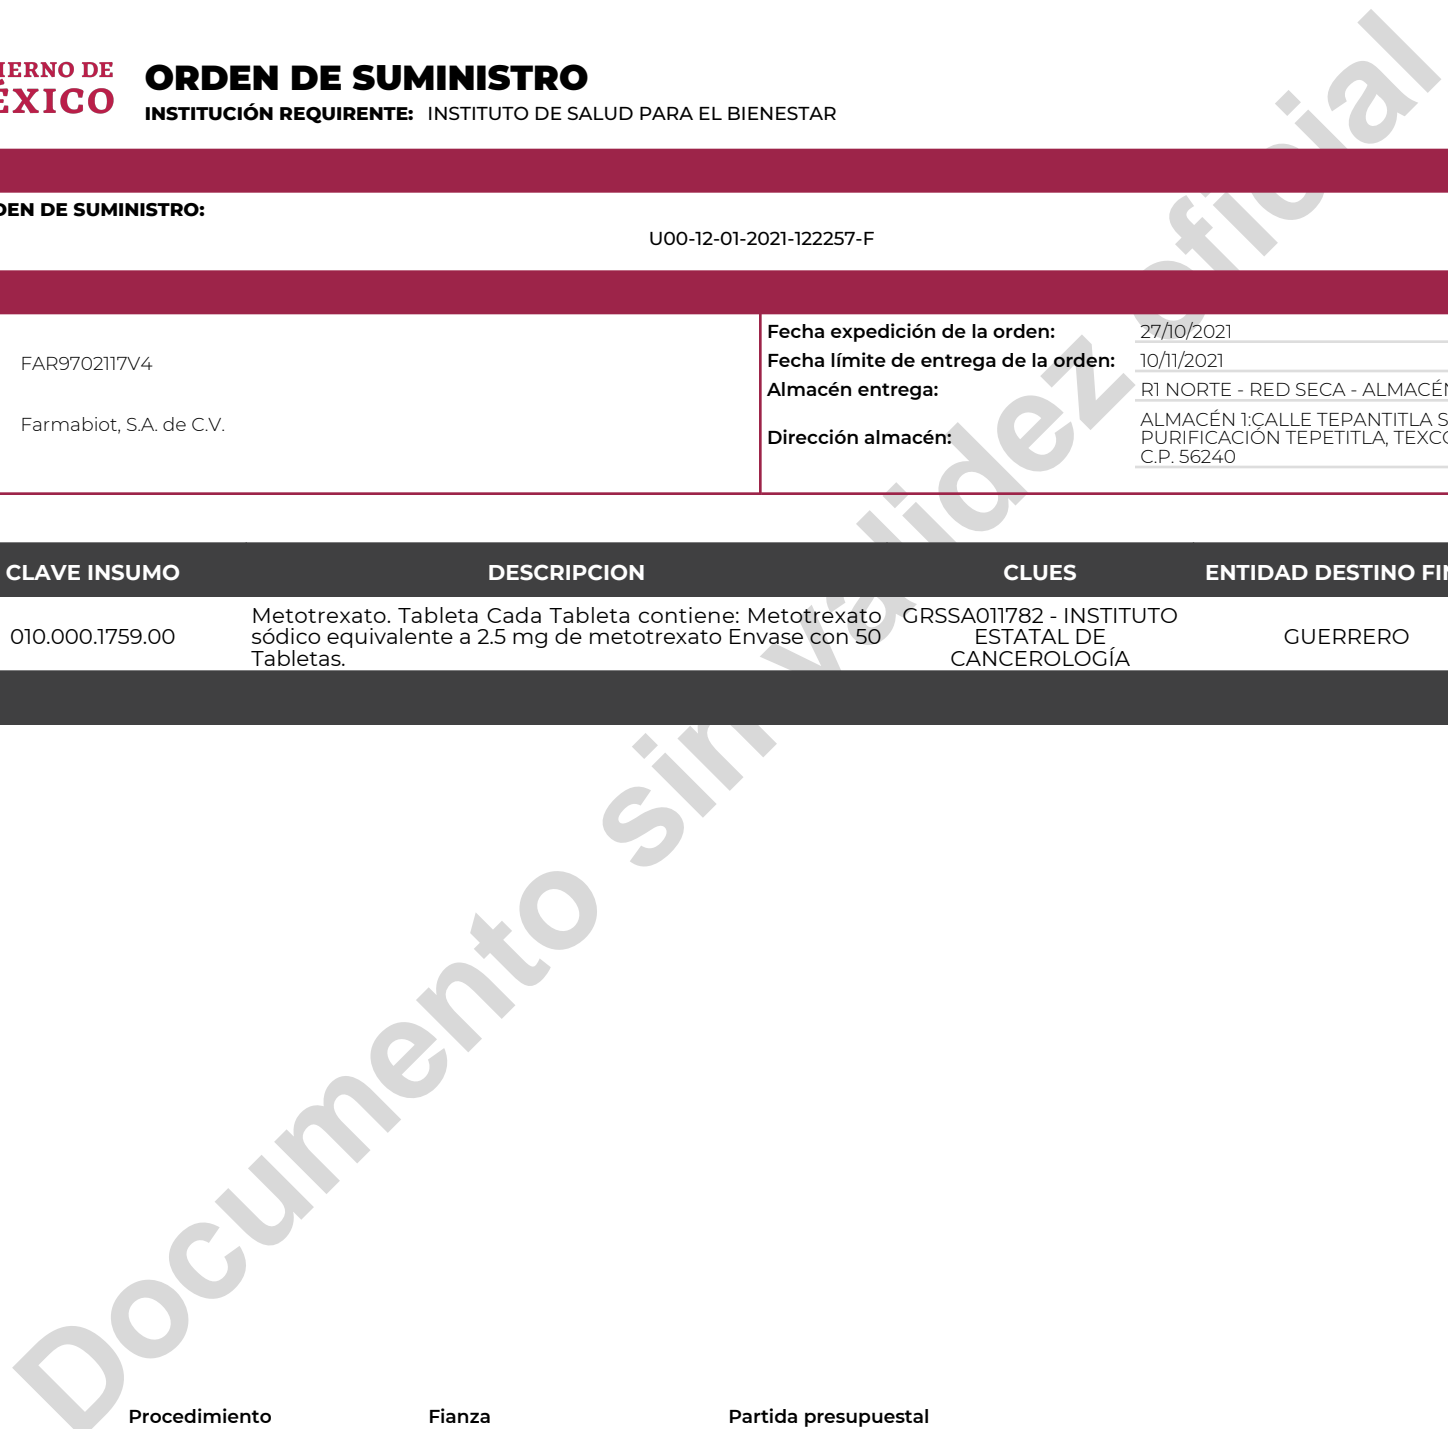 ORDEN DE SUMINISTRO
IERNO DE
ÉXICO
INSTITUCIÓN REQUIRENTE: INSTITUTO DE SALUD PARA EL BIENESTAR
DEN DE SUMINISTRO:
U00-12-01-2021-122257-F
FAR9702117V4
Farmabiot, S.A. de C.V.
Fecha expedición de la orden: 27/10/2021
Fecha límite de entrega de la orden: 10/11/2021
Almacén entrega: R1 NORTE - RED SECA - ALMACÉN
Dirección almacén: ALMACÉN 1:CALLE TEPANTITLA S
PURIFICACIÓN TEPETITLA, TEXCO
C.P. 56240
CLAVE INSUMO DESCRIPCION CLUES ENTIDAD DESTINO FIN
010.000.1759.00
Metotrexato. Tableta Cada Tableta contiene: Metotrexato
sódico equivalente a 2.5 mg de metotrexato Envase con 50
Tabletas.
GRSSA011782 - INSTITUTO
ESTATAL DE
CANCEROLOGÍA
GUERRERO
Documento sin validez oficial
Procedimiento Fianza Partida presupuestal